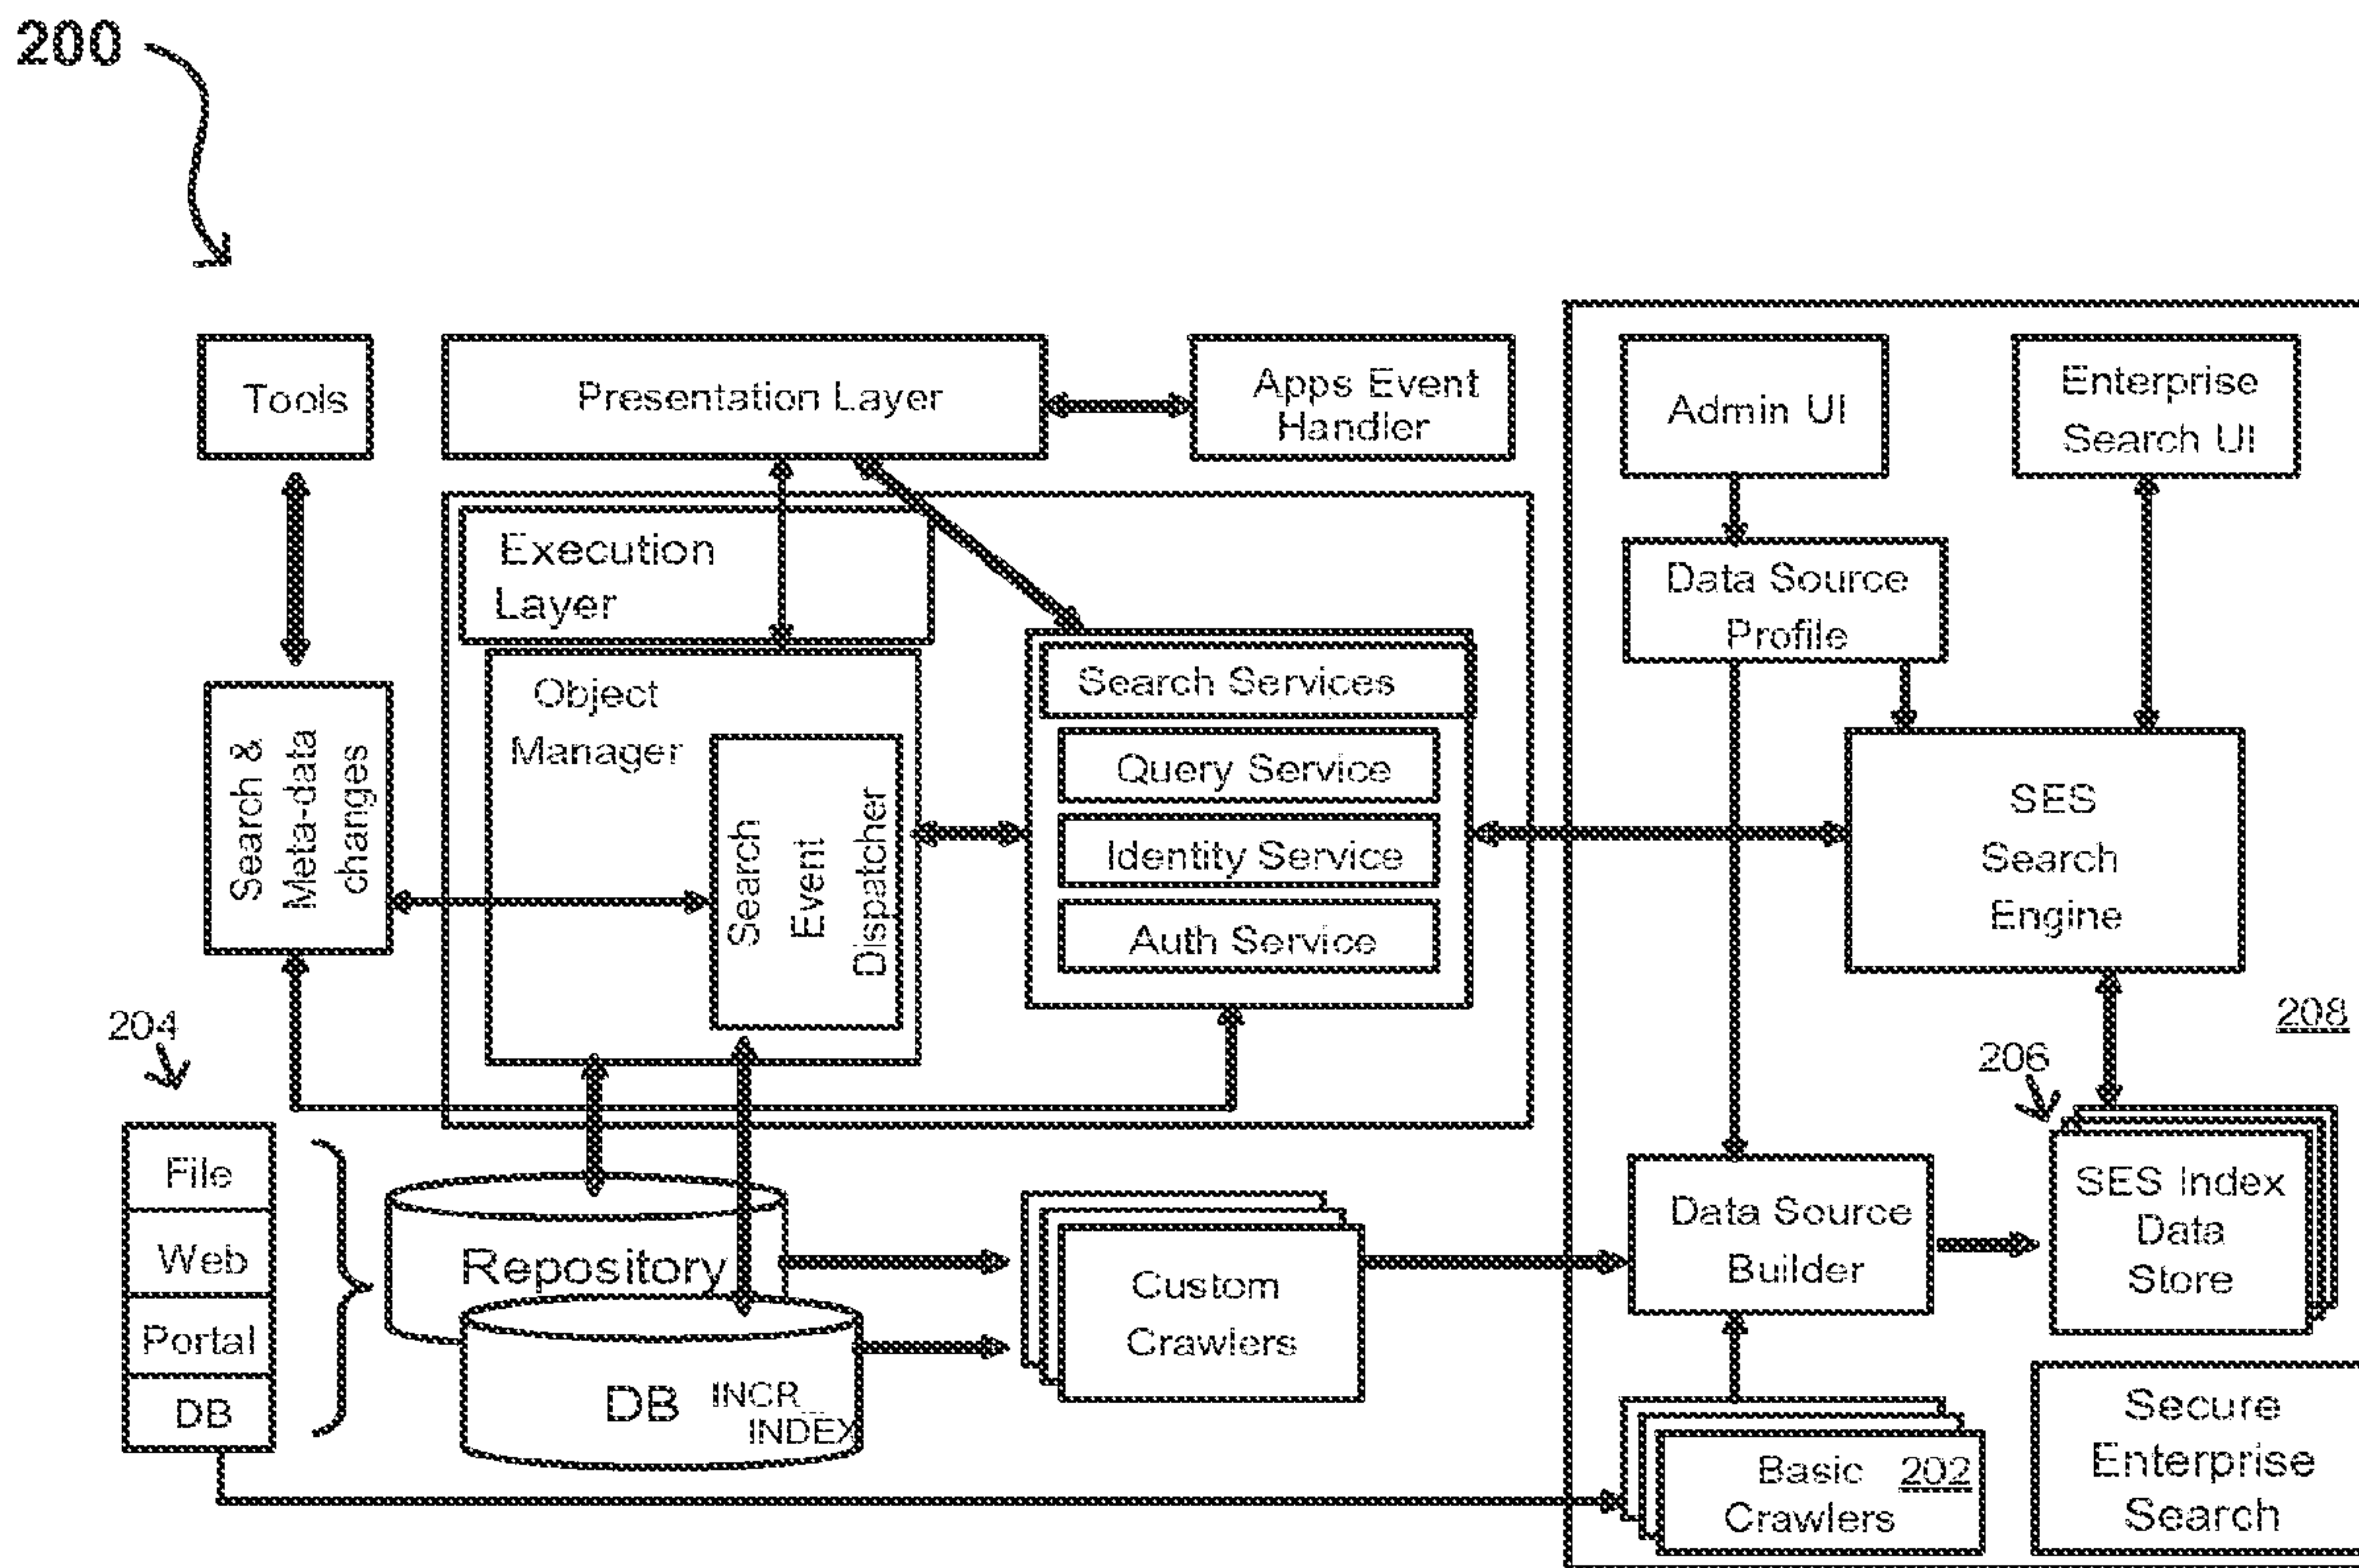 200
Tools
Presentation Layer
Apps Event
Handler
Admin UI
Enterprise
Search UI
Execution
Layer
Data Source
Profile
Object
Manager
Search &
Meta-data
changes
Search
Event
Dispatcher
Search Services
Query Service
Identity Service
Auth Service
SES
Search
Engine
204
208
206
File
Web
Portal
DB
Repository
DB
INCR_
INDEX
Custom
Crawlers
Data Source
Builder
SES Index
Data
Store
Basic 202
Crawlers
Secure
Enterprise
Search